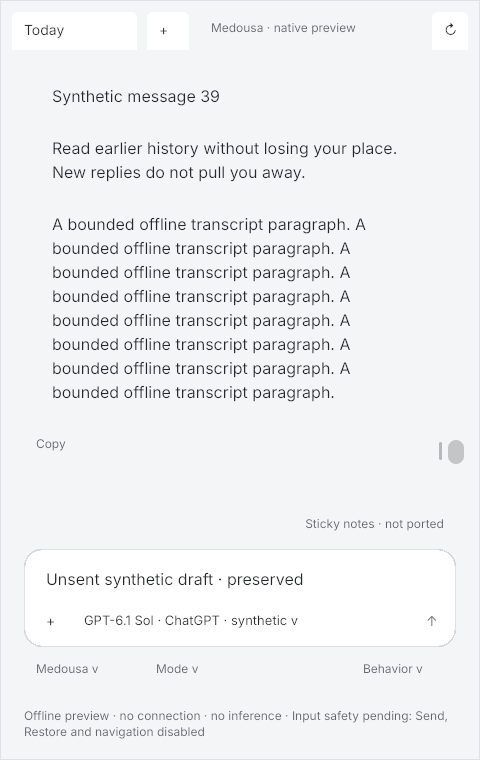 Today
+
Medousa · native preview
Synthetic message 39
Read earlier history without losing your place.
New replies do not pull you away.
A bounded offline transcript paragraph. A
bounded offline transcript paragraph. A
bounded offline transcript paragraph. A
bounded offline transcript paragraph. A
bounded offline transcript paragraph. A
bounded offline transcript paragraph. A
bounded offline transcript paragraph. A
bounded offline transcript paragraph.
Copy
Sticky notes · not ported
Unsent synthetic draft · preserved
+ GPT-6.1 Sol · ChatGPT · synthetic v ↑
Medousa v Mode v Behavior v
Offline preview · no connection · no inference · Input safety pending: Send,
Restore and navigation disabled